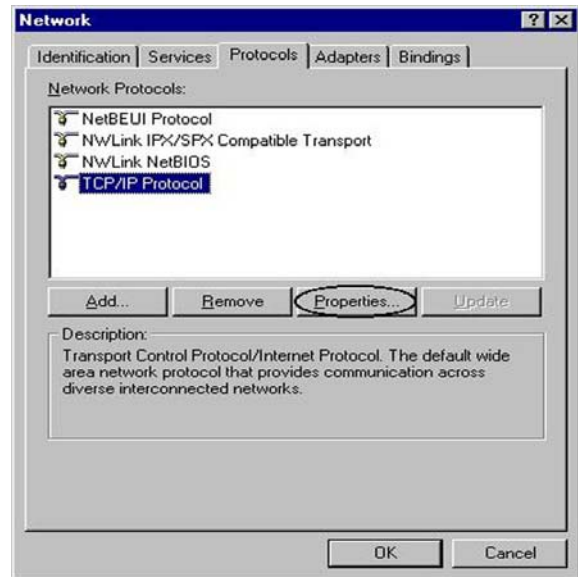 Network
Identification Services Protocols Adapters Bindings
Network Protocols:
NetBEUI Protocol
NWLink IPX/SPX Compatible Transport
NWLink NetBIOS
TCP/IP Protocol
Add... Remove Properties... Update
Description:
Transport Control Protocol/Internet Protocol. The default wide
area network protocol that provides communication across
diverse interconnected networks.
OK Cancel